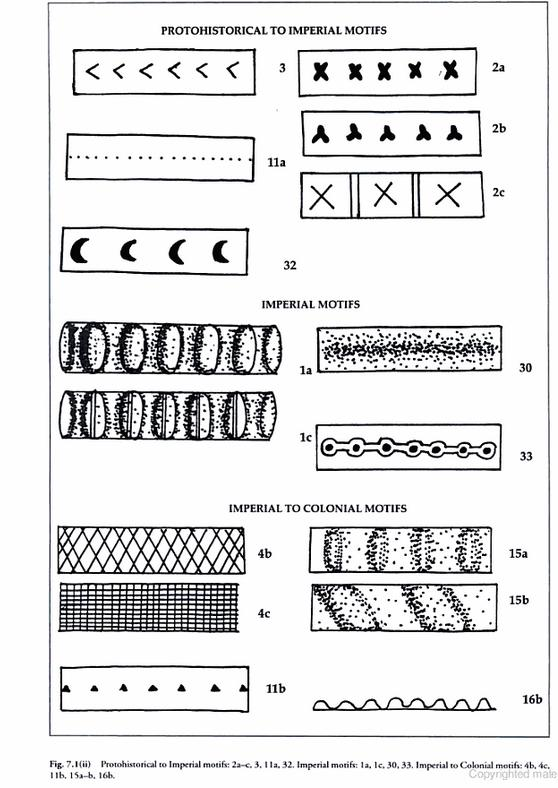 PROTOHISTORICAL TO IMPERIAL MOTIFS
3
2a
2b
11a
2c
32
IMPERIAL MOTIFS
1a
30
1c
33
IMPERIAL TO COLONIAL MOTIFS
4b
15a
15b
4c
11b
16b
Fig. 7.1(ii) Protohistorical to Imperial motifs: 2a–c, 3, 11a, 32. Imperial motifs: 1a, 1c, 30, 33. Imperial to Colonial motifs: 4b, 4c,
11b, 15a–b, 16b.
Copyrighted mate